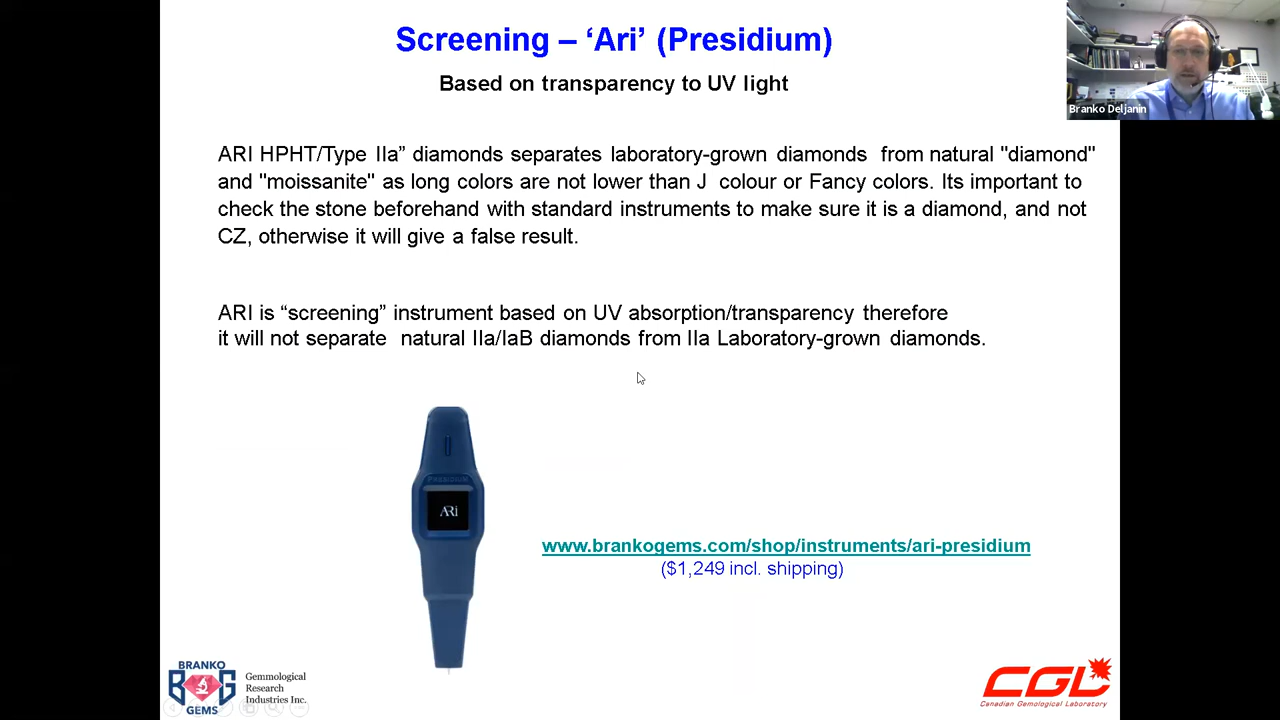 Screening – ‘Ari’ (Presidium)
Based on transparency to UV light
Branko Deljanin
ARI HPHT/Type IIa” diamonds separates laboratory-grown diamonds from natural "diamond"
and "moissanite" as long colors are not lower than J colour or Fancy colors. Its important to
check the stone beforehand with standard instruments to make sure it is a diamond, and not
CZ, otherwise it will give a false result.
ARI is “screening” instrument based on UV absorption/transparency therefore
it will not separate natural IIa/IaB diamonds from IIa Laboratory-grown diamonds.
PRESIDIUM
ARi
www.brankogems.com/shop/instruments/ari-presidium
($1,249 incl. shipping)
BRANKO
BG
GEMS
Gemmological
Research
Industries Inc.
CGL
Canadian Gemological Laboratory